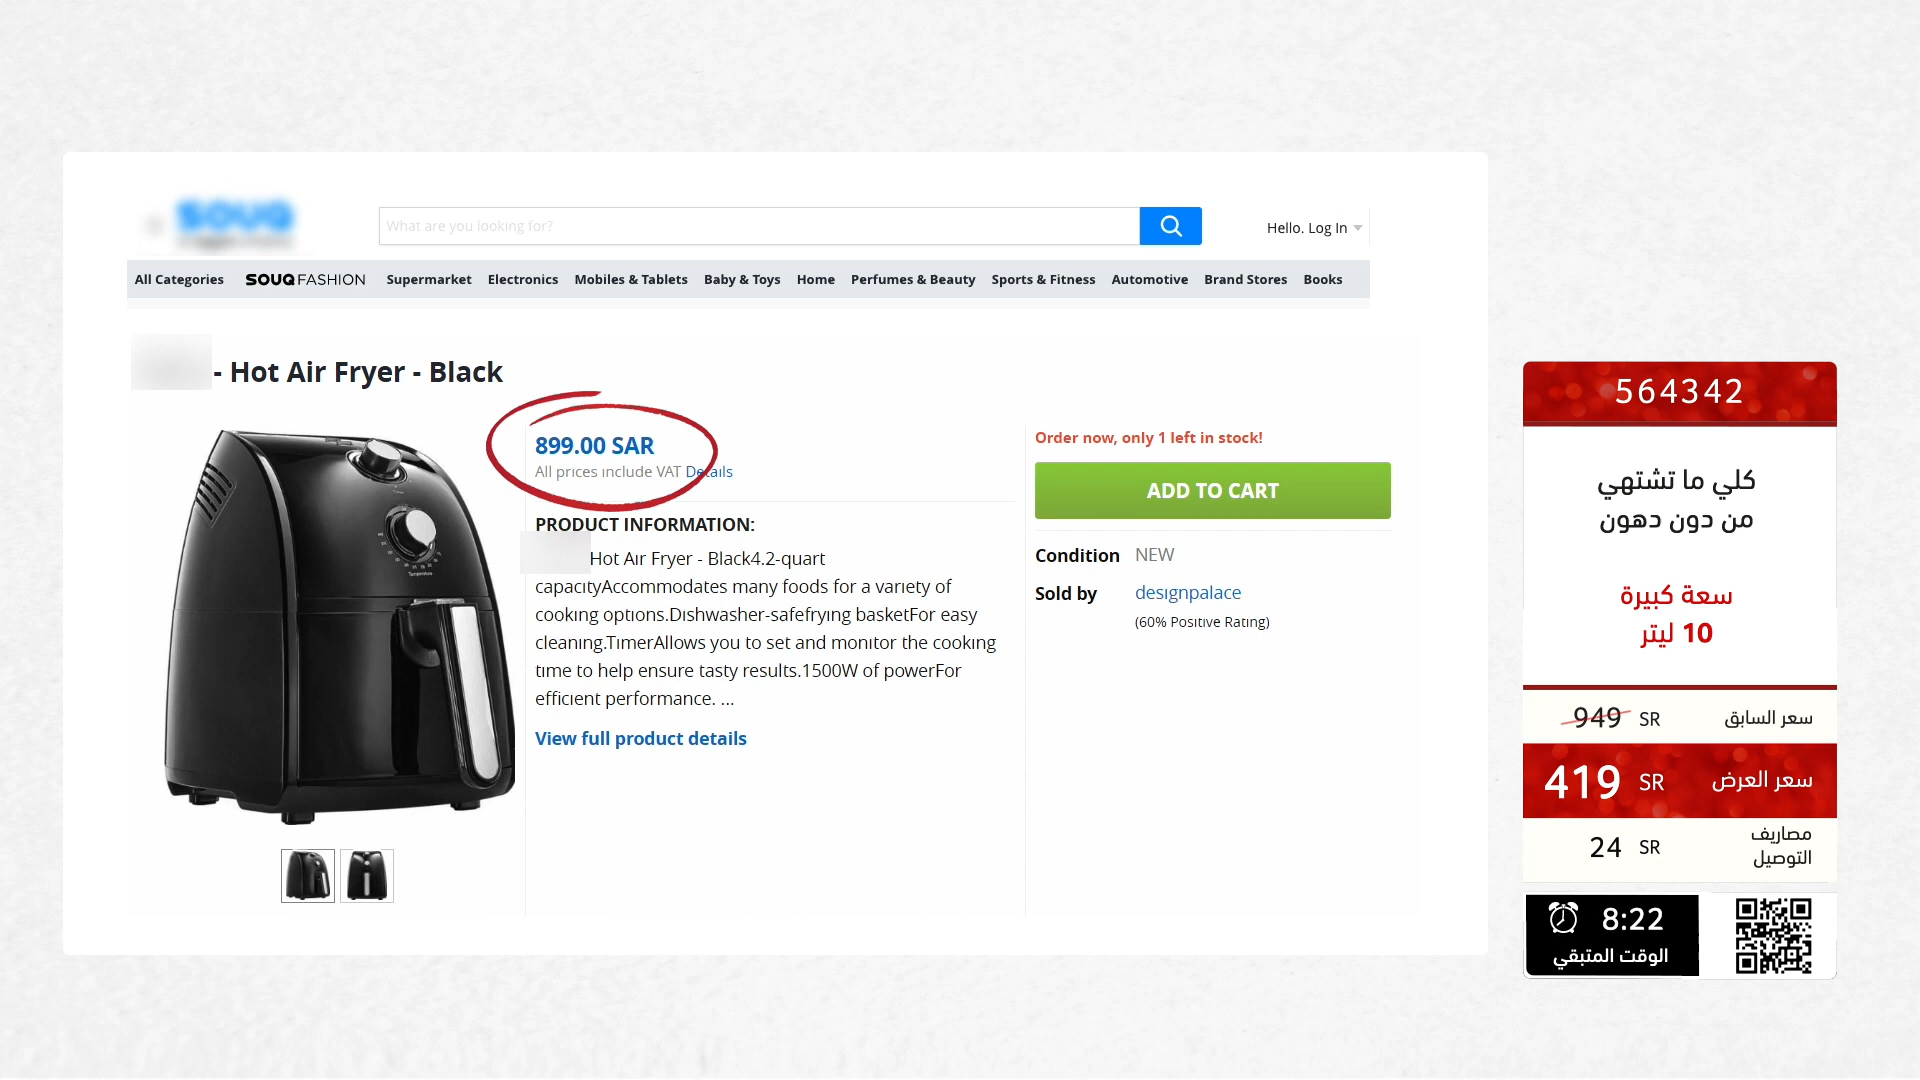 SOUQ
What are you looking for?
Hello. Log In
All Categories SOUQ FASHION Supermarket Electronics Mobiles & Tablets Baby & Toys Home Perfumes & Beauty Sports & Fitness Automotive Brand Stores Books
- Hot Air Fryer - Black
899.00 SAR
All prices include VAT Details
PRODUCT INFORMATION:
Hot Air Fryer - Black4.2-quart
capacityAccommodates many foods for a variety of
cooking options.Dishwasher-safefrying basketFor easy
cleaning.TimerAllows you to set and monitor the cooking
time to help ensure tasty results.1500W of powerFor
efficient performance. ...
View full product details
Order now, only 1 left in stock!
ADD TO CART
Condition NEW
Sold by designpalace
(60% Positive Rating)
564342
كلي ما تشتهي
من دون دهون
سعة كبيرة
10 ليتر
سعر السابق 949 SR
سعر العرض 419 SR
مصاريف
التوصيل
24 SR
8:22
الوقت المتبقي